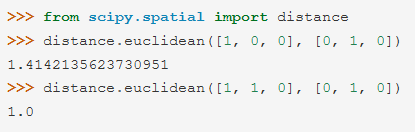 >>> from scipy.spatial import distance
>>> distance.euclidean([1, 0, 0], [0, 1, 0])
1.4142135623730951
>>> distance.euclidean([1, 1, 0], [0, 1, 0])
1.0